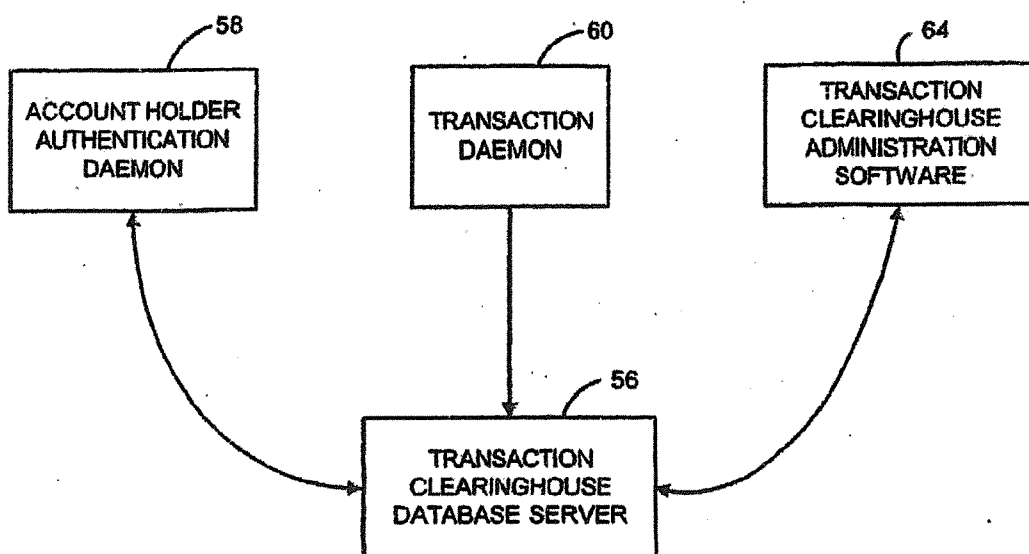 58
60
64
ACCOUNT HOLDER
AUTHENTICATION
DAEMON
TRANSACTION
DAEMON
TRANSACTION
CLEARINGHOUSE
ADMINISTRATION
SOFTWARE
56
TRANSACTION
CLEARINGHOUSE
DATABASE SERVER